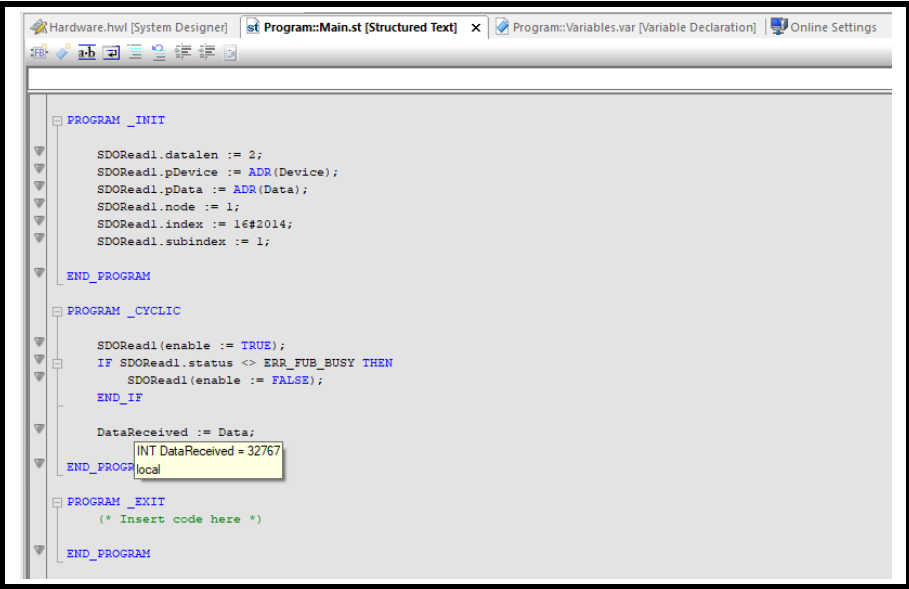 Hardware.hwl [System Designer] st Program::Main.st [Structured Text] X Program::Variables.var [Variable Declaration] Online Settings
FB a-b
PROGRAM _INIT
SDORead1.datalen := 2;
SDORead1.pDevice := ADR(Device);
SDORead1.pData := ADR(Data);
SDORead1.node := 1;
SDORead1.index := 16#2014;
SDORead1.subindex := 1;
END_PROGRAM
PROGRAM _CYCLIC
SDORead1(enable := TRUE);
IF SDORead1.status <> ERR_FUB_BUSY THEN
SDORead1(enable := FALSE);
END_IF
DataReceived := Data;
INT DataReceived = 32767
END_PROGR local
PROGRAM _EXIT
(* Insert code here *)
END_PROGRAM